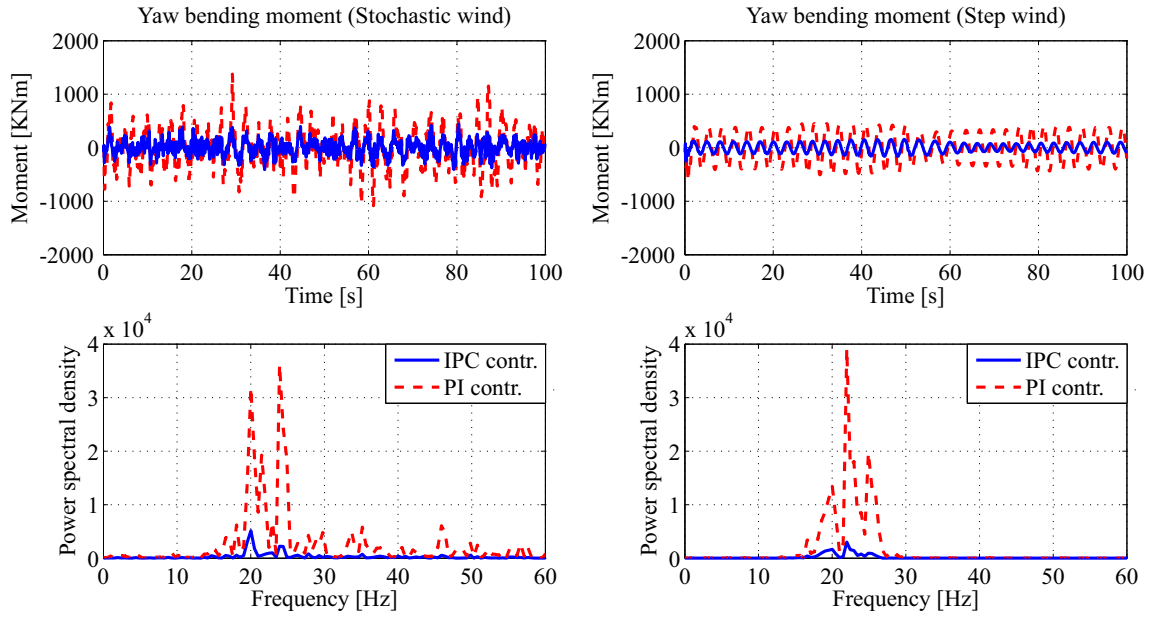 Yaw bending moment (Stochastic wind)
Moment [KNm]
2000
1000
0
-1000
-2000
0 20 40 60 80 100
Time [s]
Yaw bending moment (Step wind)
Moment [KNm]
2000
1000
0
-1000
-2000
0 20 40 60 80 100
Time [s]
x 10^4
Power spectral density
4
3
2
1
0
IPC contr.
PI contr.
0 10 20 30 40 50 60
Frequency [Hz]
x 10^4
Power spectral density
4
3
2
1
0
IPC contr.
PI contr.
0 10 20 30 40 50 60
Frequency [Hz]